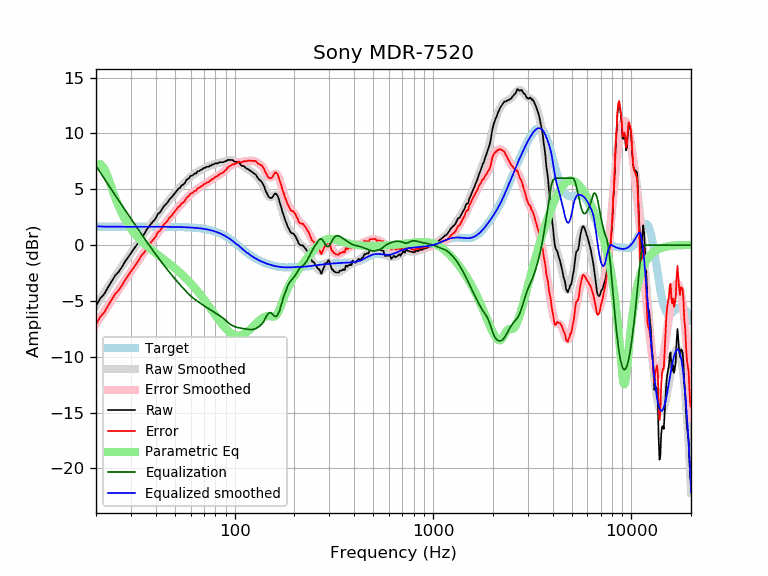 Sony MDR-7520
15
10
5
0
−5
−10
−15
−20
Amplitude (dBr)
Target
Raw Smoothed
Error Smoothed
Raw
Error
Parametric Eq
Equalization
Equalized smoothed
100
1000
10000
Frequency (Hz)